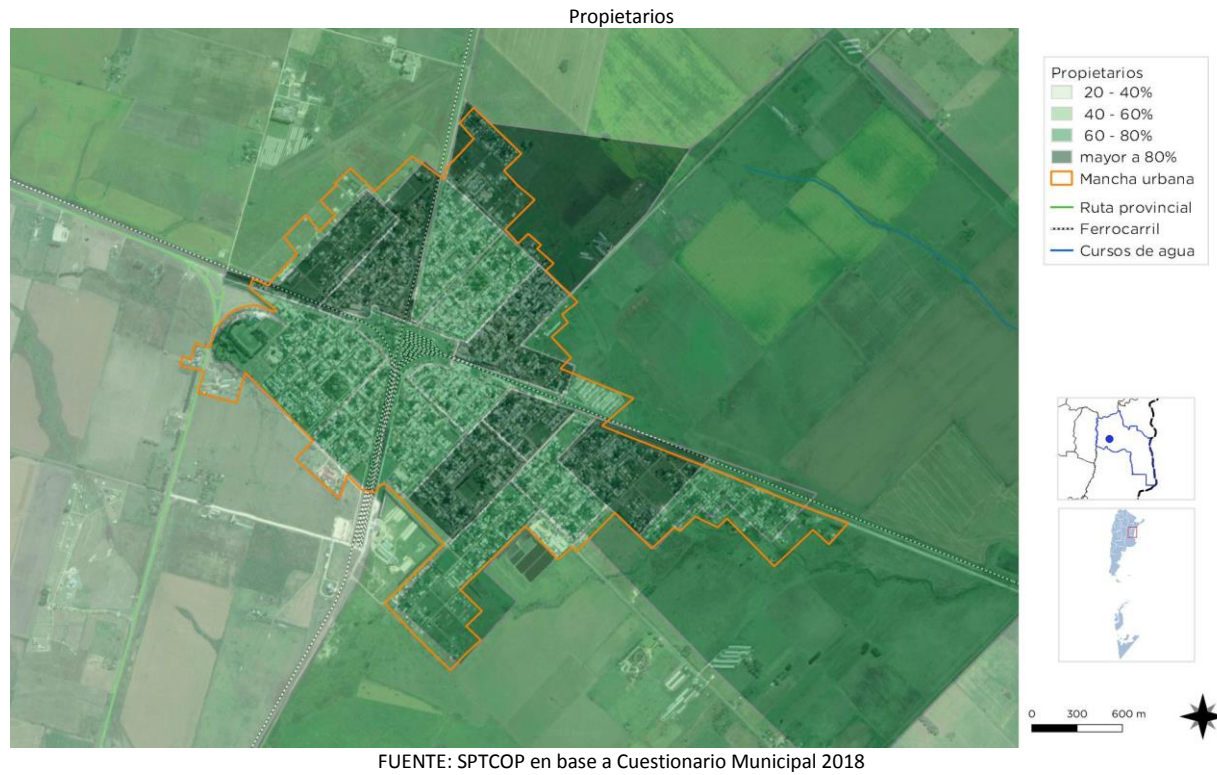 Propietarios
Propietarios
20 - 40%
40 - 60%
60 - 80%
mayor a 80%
Mancha urbana
Ruta provincial
Ferrocarril
Cursos de agua
0 300 600 m
FUENTE: SPTCOP en base a Cuestionario Municipal 2018